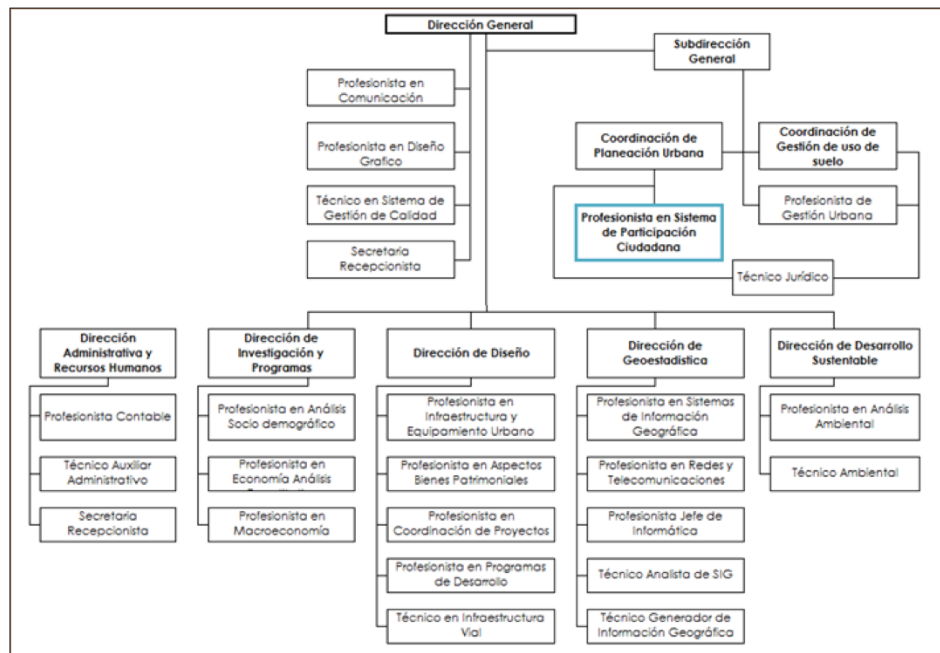 Dirección General
Subdirección
General
Profesionista en
Comunicación
Profesionista en Diseño
Grafico
Técnico en Sistema de
Gestión de Calidad
Secretaria
Recepcionista
Coordinación de
Planeación Urbana
Coordinación de
Gestión de uso de
suelo
Profesionista en Sistema
de Participación
Ciudadana
Profesionista de
Gestión Urbana
Técnico Jurídico
Dirección
Administrativa y
Recursos Humanos
Profesionista Contable
Técnico Auxiliar
Administrativo
Secretaria
Recepcionista
Dirección de
Investigación y
Programas
Profesionista en Análisis
Socio demográfico
Profesionista en
Economía Análisis
Profesionista en
Macroeconomía
Dirección de Diseño
Profesionista en
Infraestructura y
Equipamiento Urbano
Profesionista en Aspectos
Bienes Patrimoniales
Profesionista en
Coordinación de Proyectos
Profesionista en Programas
de Desarrollo
Técnico en Infraestructura
Vial
Dirección de
Geoestadistica
Profesionista en Sistemas
de Información
Geográfica
Profesionista en Redes y
Telecomunicaciones
Profesionista Jefe de
Informática
Técnico Analista de SIG
Técnico Generador de
Información Geográfica
Dirección de Desarrollo
Sustentable
Profesionista en Análisis
Ambiental
Técnico Ambiental